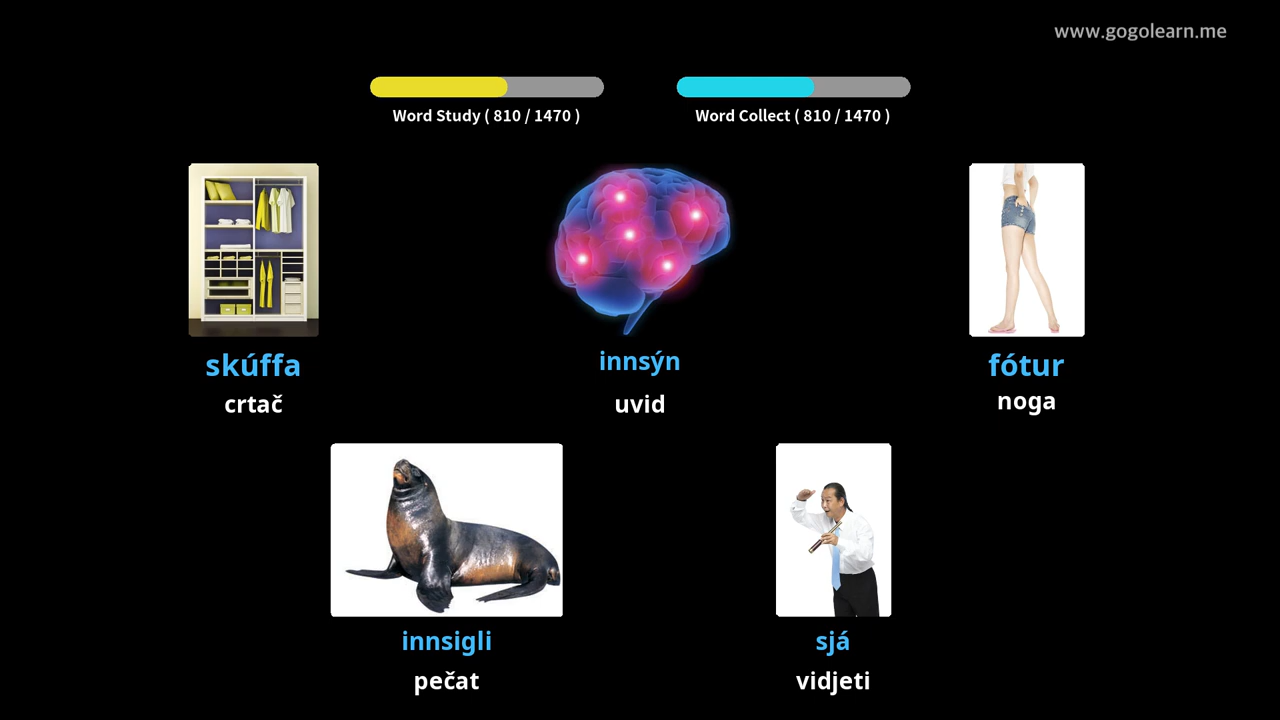 www.gogolearn.me
Word Study ( 810 / 1470 )
Word Collect ( 810 / 1470 )
skúffa
crtač
innsýn
uvid
fótur
noga
innsigli
pečat
sjá
vidjeti